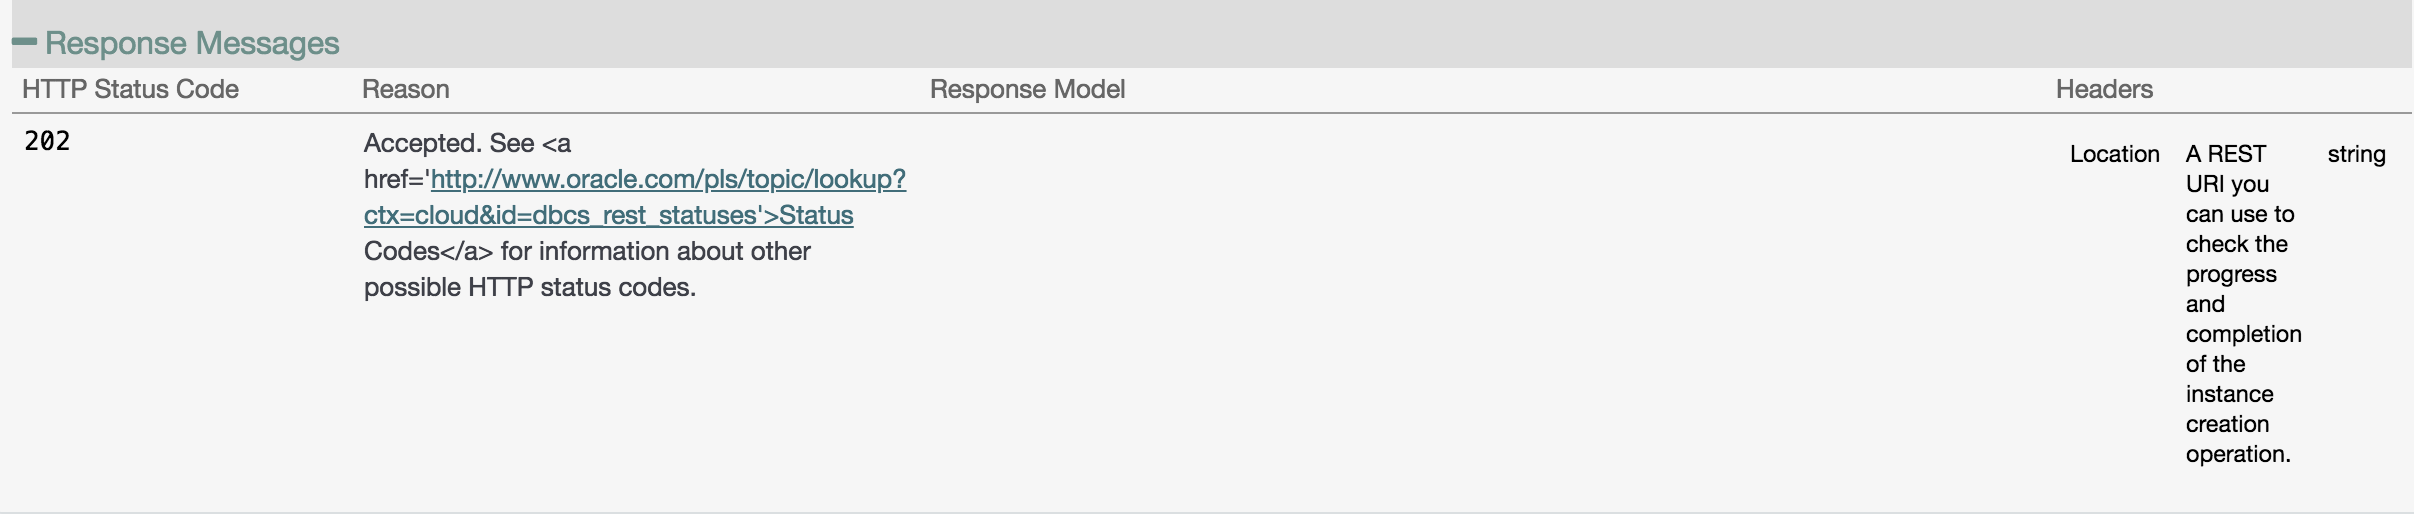 Response Messages
HTTP Status Code Reason Response Model Headers
202
Accepted. See <a
href='http://www.oracle.com/pls/topic/lookup?
ctx=cloud&id=dbcs_rest_statuses'>Status
Codes</a> for information about other
possible HTTP status codes.
Location
A REST
URI you
can use to
check the
progress
and
completion
of the
instance
creation
operation.
string